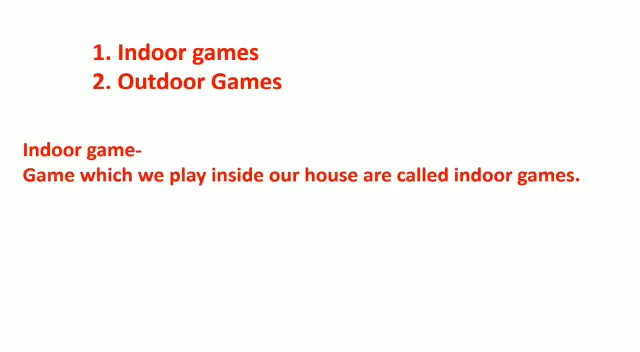 1. Indoor games
2. Outdoor Games
Indoor game-
Game which we play inside our house are called indoor games.